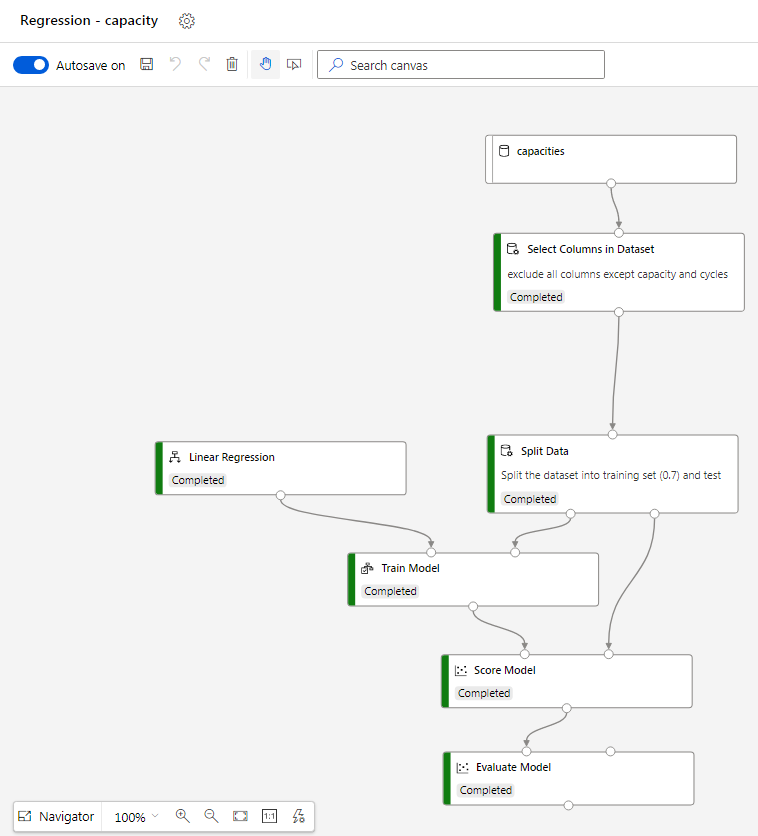 Regression - capacity
Autosave on
Search canvas
capacities
Select Columns in Dataset
exclude all columns except capacity and cycles
Completed
Linear Regression
Completed
Split Data
Split the dataset into training set (0.7) and test
Completed
Train Model
Completed
Score Model
Completed
Evaluate Model
Completed
Navigator
100%
1:1